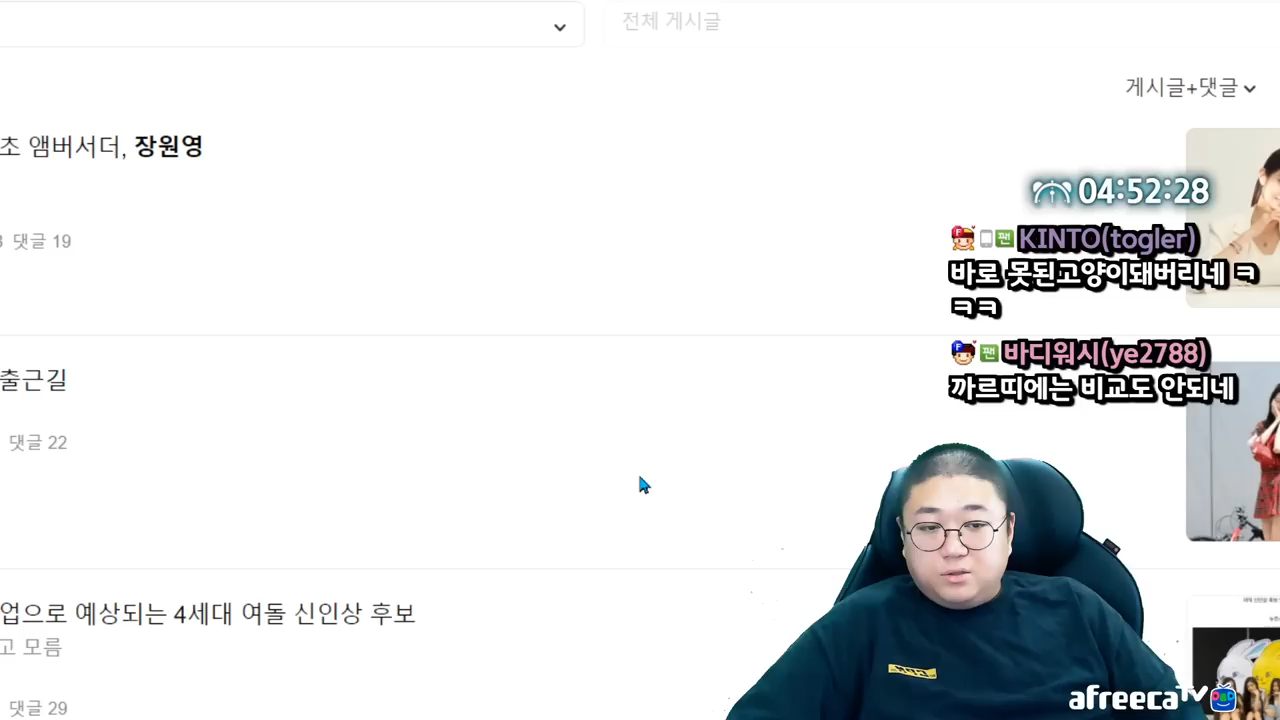 전체 게시글
게시글+댓글
초 앰버서더, 장원영
04:52:28
댓글 19
KINTO(togler)
바로 못된고양이돼버리네 ㅋ
ㅋㅋ
바디워시(ye2788)
까르띠에는 비교도 안되네
출근길
댓글 22
업으로 예상되는 4세대 여돌 신인상 후보
고 모름
댓글 29
afreecaTV